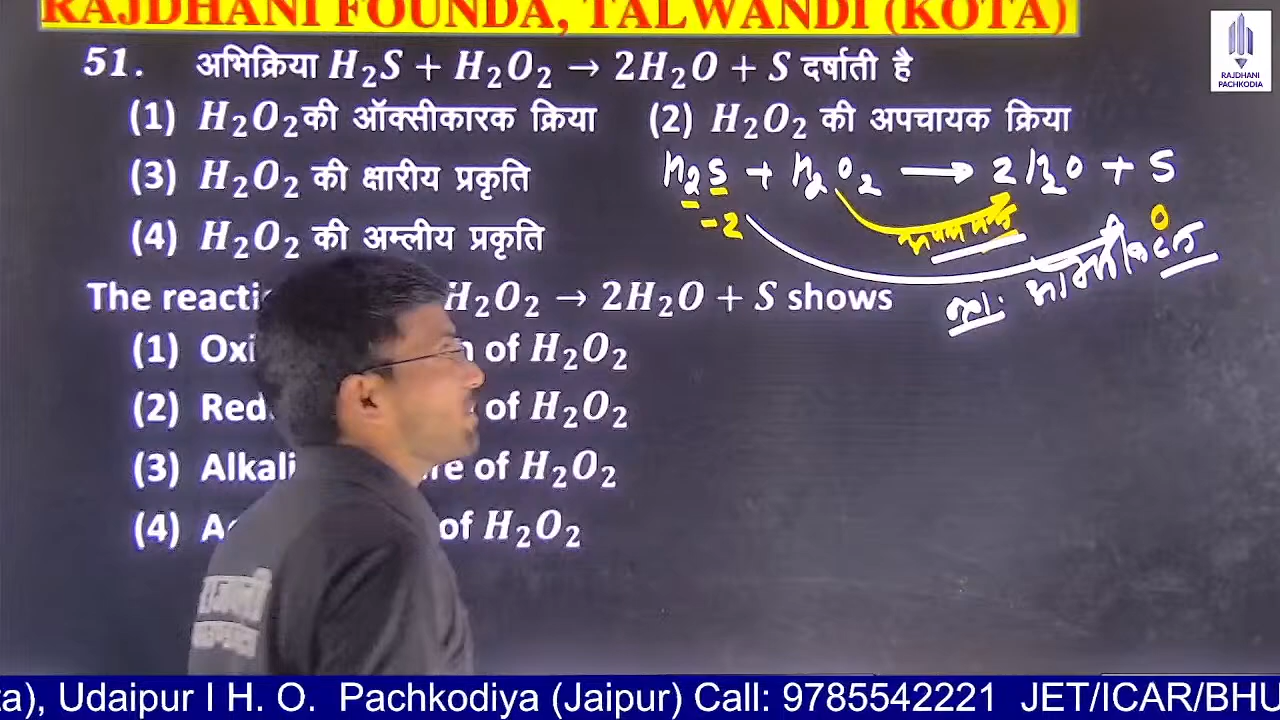 RAJDHANI FOUNDA, TALWANDI (KOTA)
RAJDHANI
PACHKODIA
51. अभिक्रिया H₂S + H₂O₂ → 2H₂O + S दर्षाती है
(1) H₂O₂की ऑक्सीकारक क्रिया (2) H₂O₂ की अपचायक क्रिया
H₂S + H₂O₂ → 2H₂O + S
(3) H₂O₂ की क्षारीय प्रकृति
-2
0
(4) H₂O₂ की अम्लीय प्रकृति
The reacti H₂O₂ → 2H₂O + S shows
(1) Oxi n of H₂O₂
(2) Red of H₂O₂
(3) Alkali re of H₂O₂
(4) A of H₂O₂
ta), Udaipur I H. O. Pachkodiya (Jaipur) Call: 9785542221 JET/ICAR/BHU